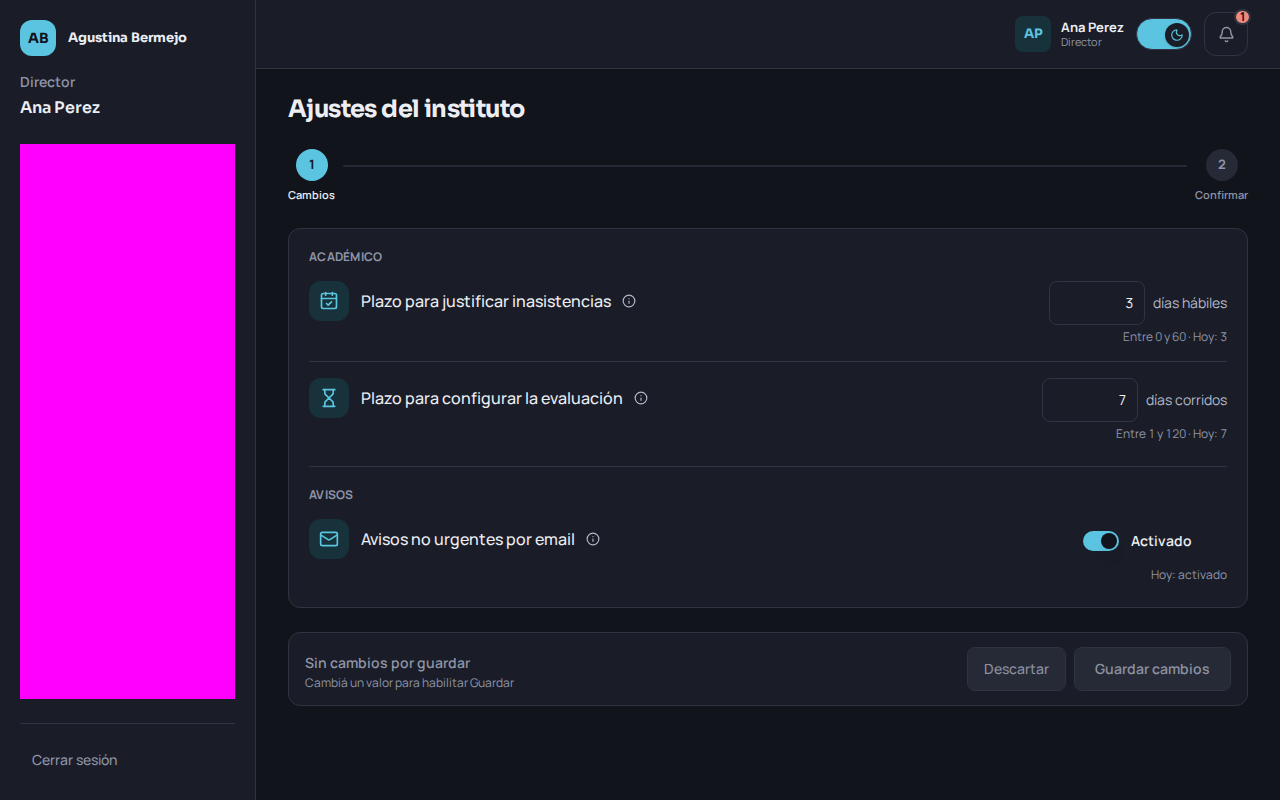 AB Agustina Bermejo
Director
Ana Perez
Cerrar sesión
AP Ana Perez
Director
1
Ajustes del instituto
1
Cambios
2
Confirmar
ACADÉMICO
Plazo para justificar inasistencias
3 días hábiles
Entre 0 y 60 · Hoy: 3
Plazo para configurar la evaluación
7 días corridos
Entre 1 y 120 · Hoy: 7
AVISOS
Avisos no urgentes por email
Activado
Hoy: activado
Sin cambios por guardar
Cambiá un valor para habilitar Guardar
Descartar
Guardar cambios